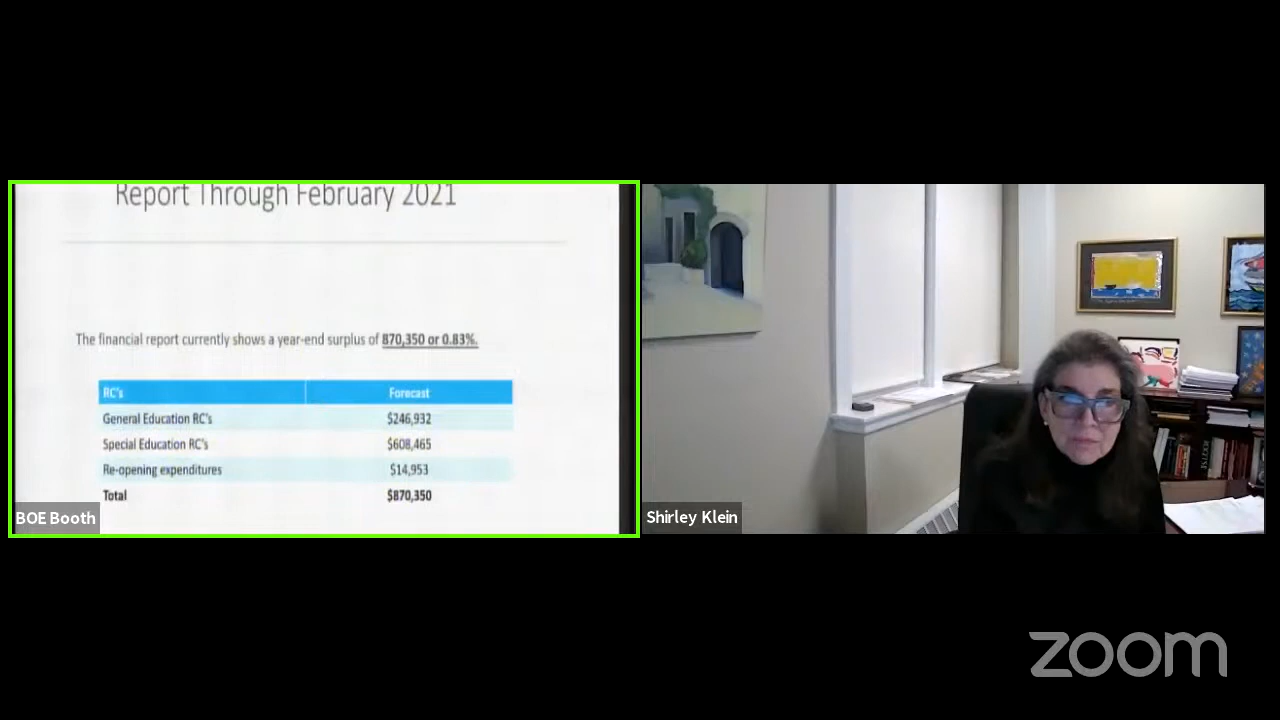 Report Through February 2021
The financial report currently shows a year-end surplus of 870,350 or 0.83%.
RC's Forecast
General Education RC's $246,932
Special Education RC's $608,465
Re-opening expenditures $14,953
Total $870,350
BOE Booth
Shirley Klein
zoom